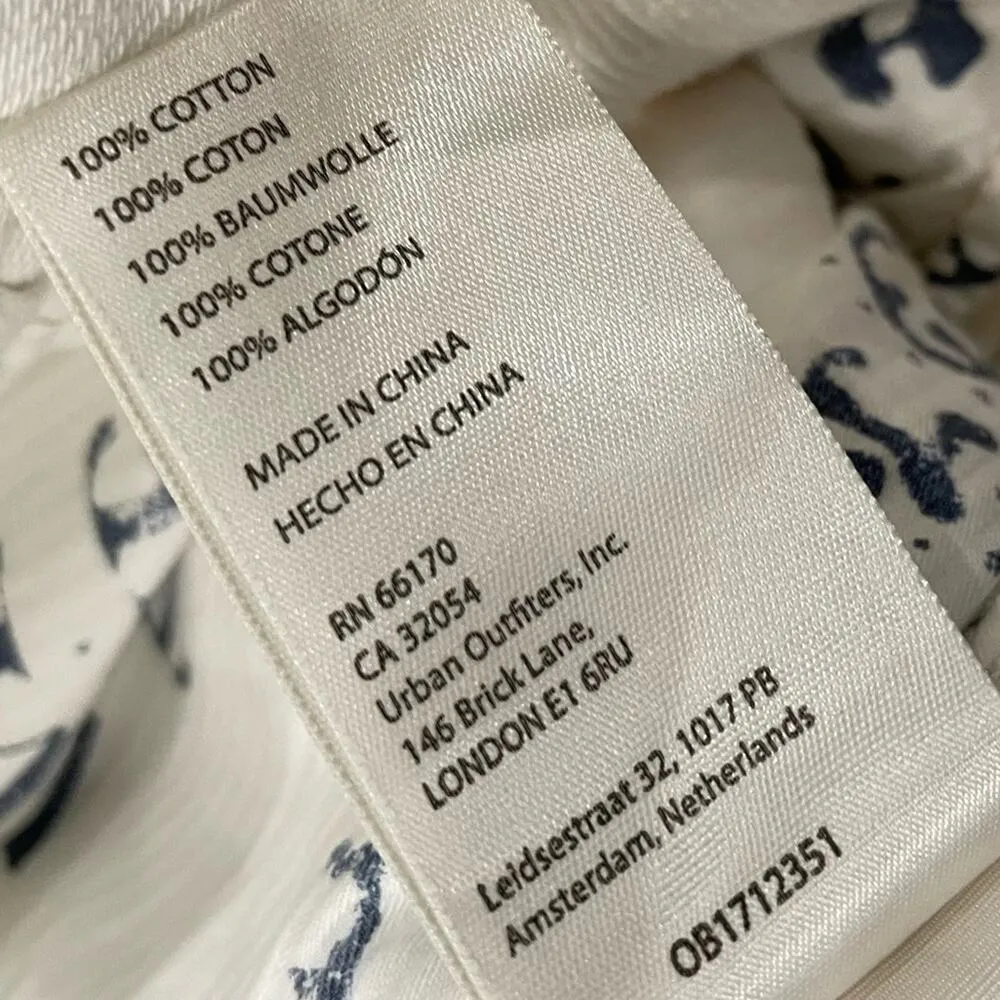 100% COTTON
100% COTON
100% BAUMWOLLE
100% COTONE
100% ALGODÓN
MADE IN CHINA
HECHO EN CHINA
RN 66170
CA 32054
Urban Outfiters, Inc.
146 Brick Lane,
LONDON E1 6RU
Leidsestraat 32, 1017 PB
Amsterdam, Netherlands
OB1712351